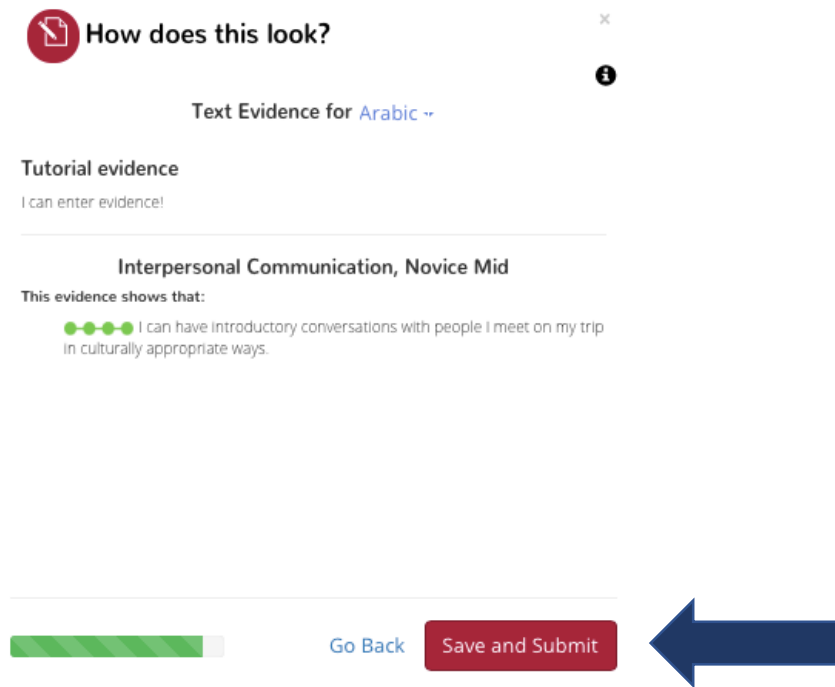 How does this look?
×
i
Text Evidence for Arabic
Tutorial evidence
I can enter evidence!
Interpersonal Communication, Novice Mid
This evidence shows that:
I can have introductory conversations with people I meet on my trip
in culturally appropriate ways.
Go Back Save and Submit